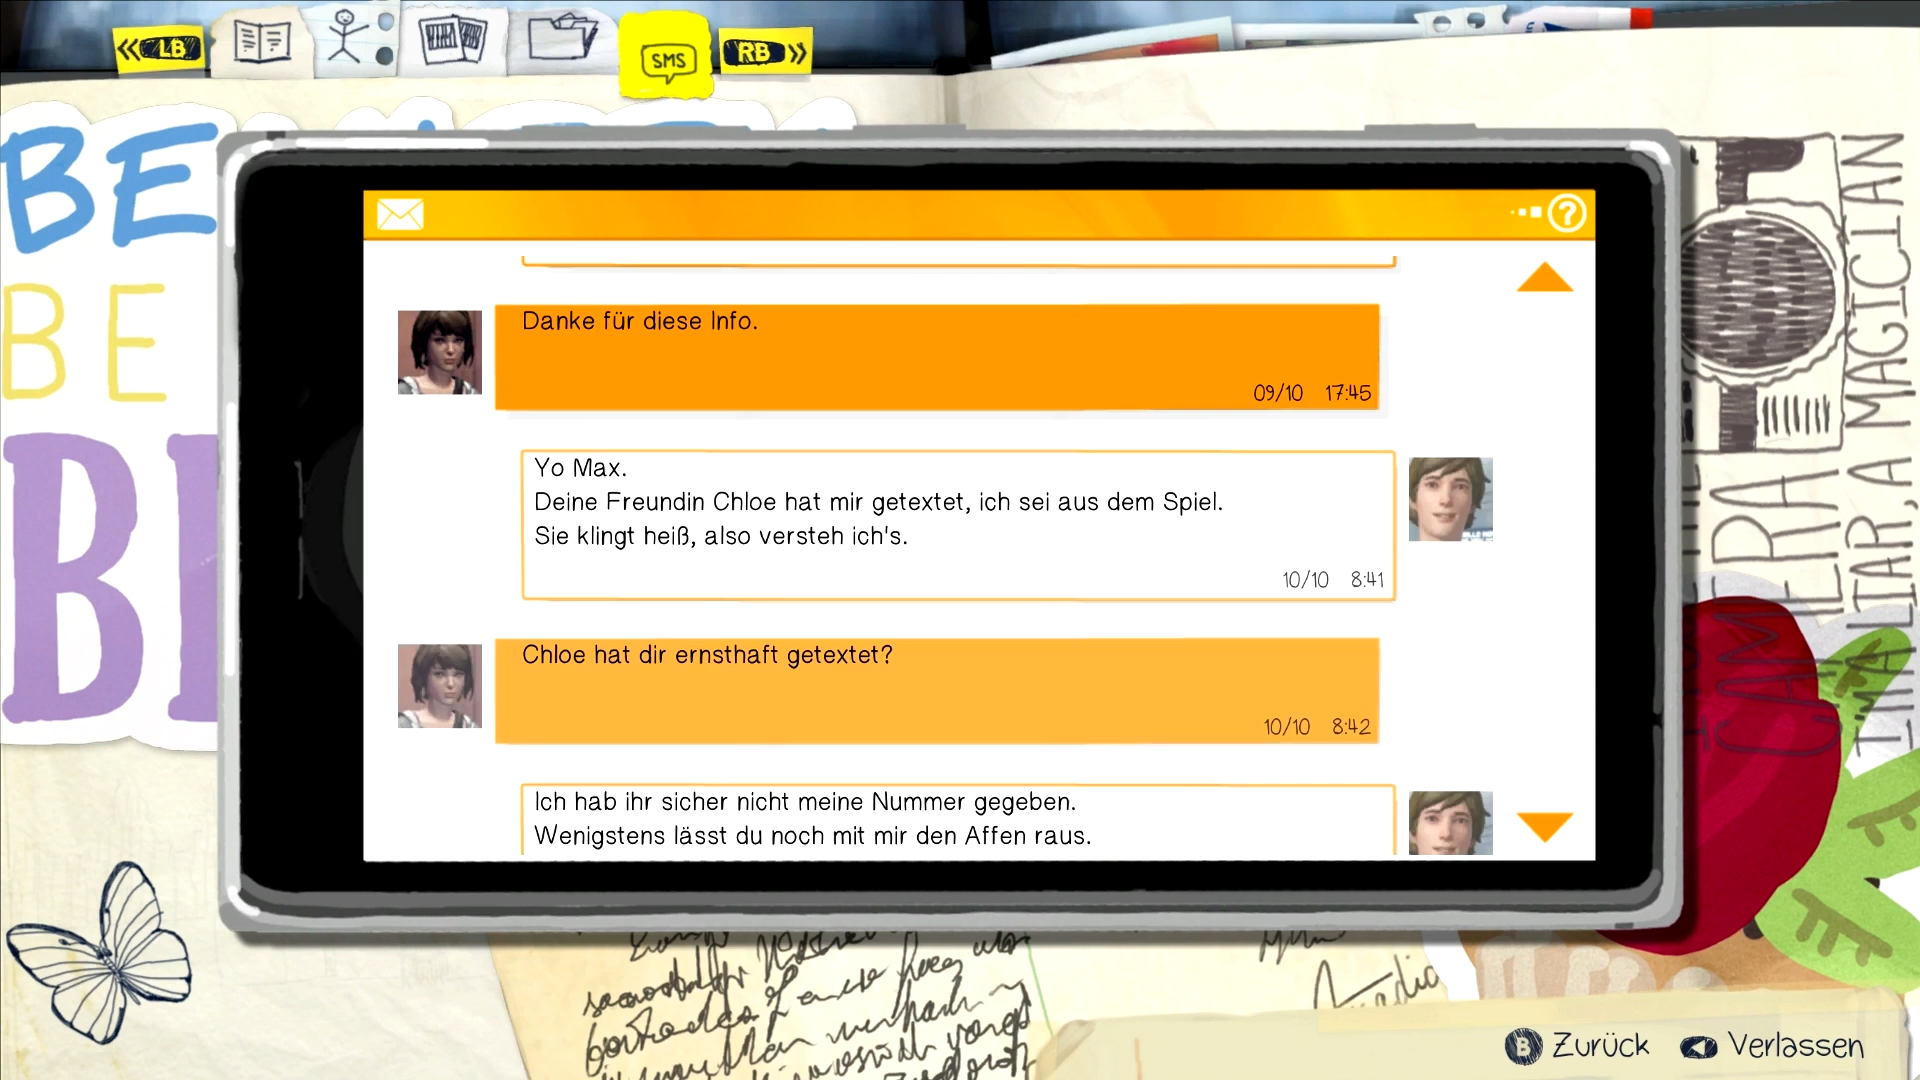 LB
SMS
RB
BE
BE
Danke für diese Info.
09/10 17:45
Yo Max.
Deine Freundin Chloe hat mir getextet, ich sei aus dem Spiel.
Sie klingt heiß, also versteh ich's.
10/10 8:41
Chloe hat dir ernsthaft getextet?
10/10 8:42
Ich hab ihr sicher nicht meine Nummer gegeben.
Wenigstens lässt du noch mit mir den Affen raus.
CAMERA
LIAR, A MAGICIAN
B Zurück
Verlassen